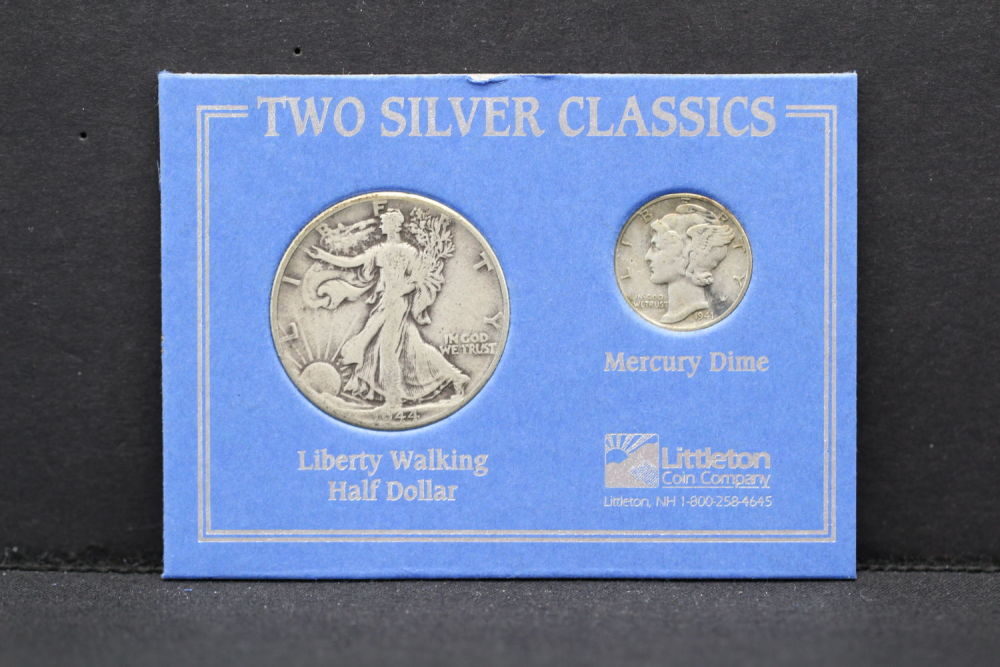 TWO SILVER CLASSICS
LIBERTY
IN GOD
WE TRUST
1944
Liberty Walking
Half Dollar
LIBERTY
IN GOD
WE TRUST
1941
Mercury Dime
Littleton
Coin Company
Littleton, NH 1-800-258-4645